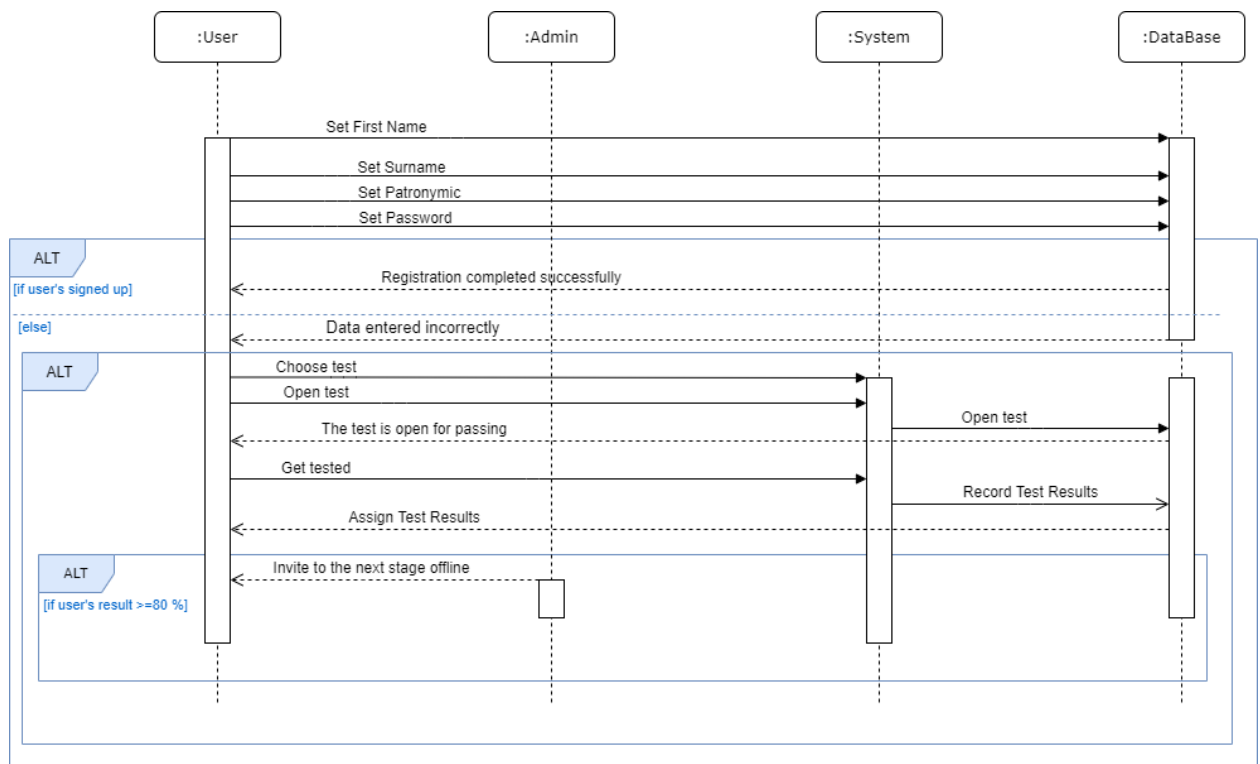 :User
:Admin
:System
:DataBase
Set First Name
Set Surname
Set Patronymic
Set Password
ALT
Registration completed successfully
[if user's signed up]
[else]
Data entered incorrectly
ALT
Choose test
Open test
Open test
The test is open for passing
Get tested
Record Test Results
Assign Test Results
ALT
Invite to the next stage offline
[if user's result >=80 %]